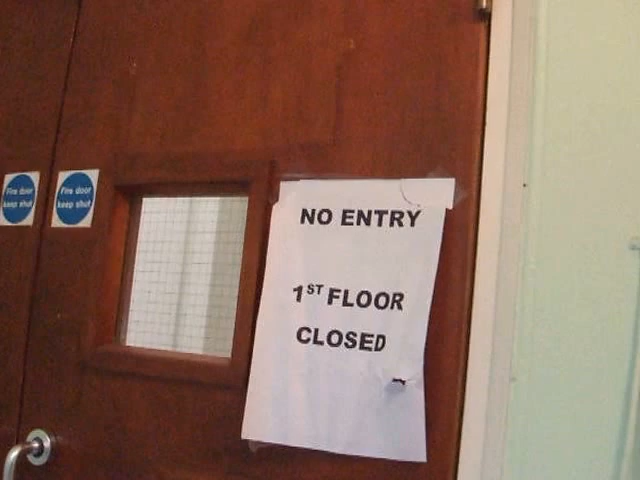 Fire door
keep shut
Fire door
keep shut
NO ENTRY
1ST FLOOR
CLOSED